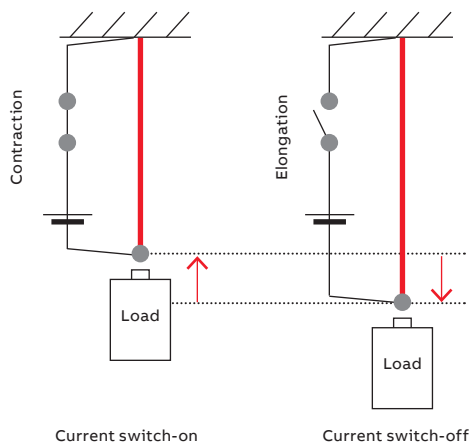 Contraction
Elongation
Load
Load
Current switch-on
Current switch-off